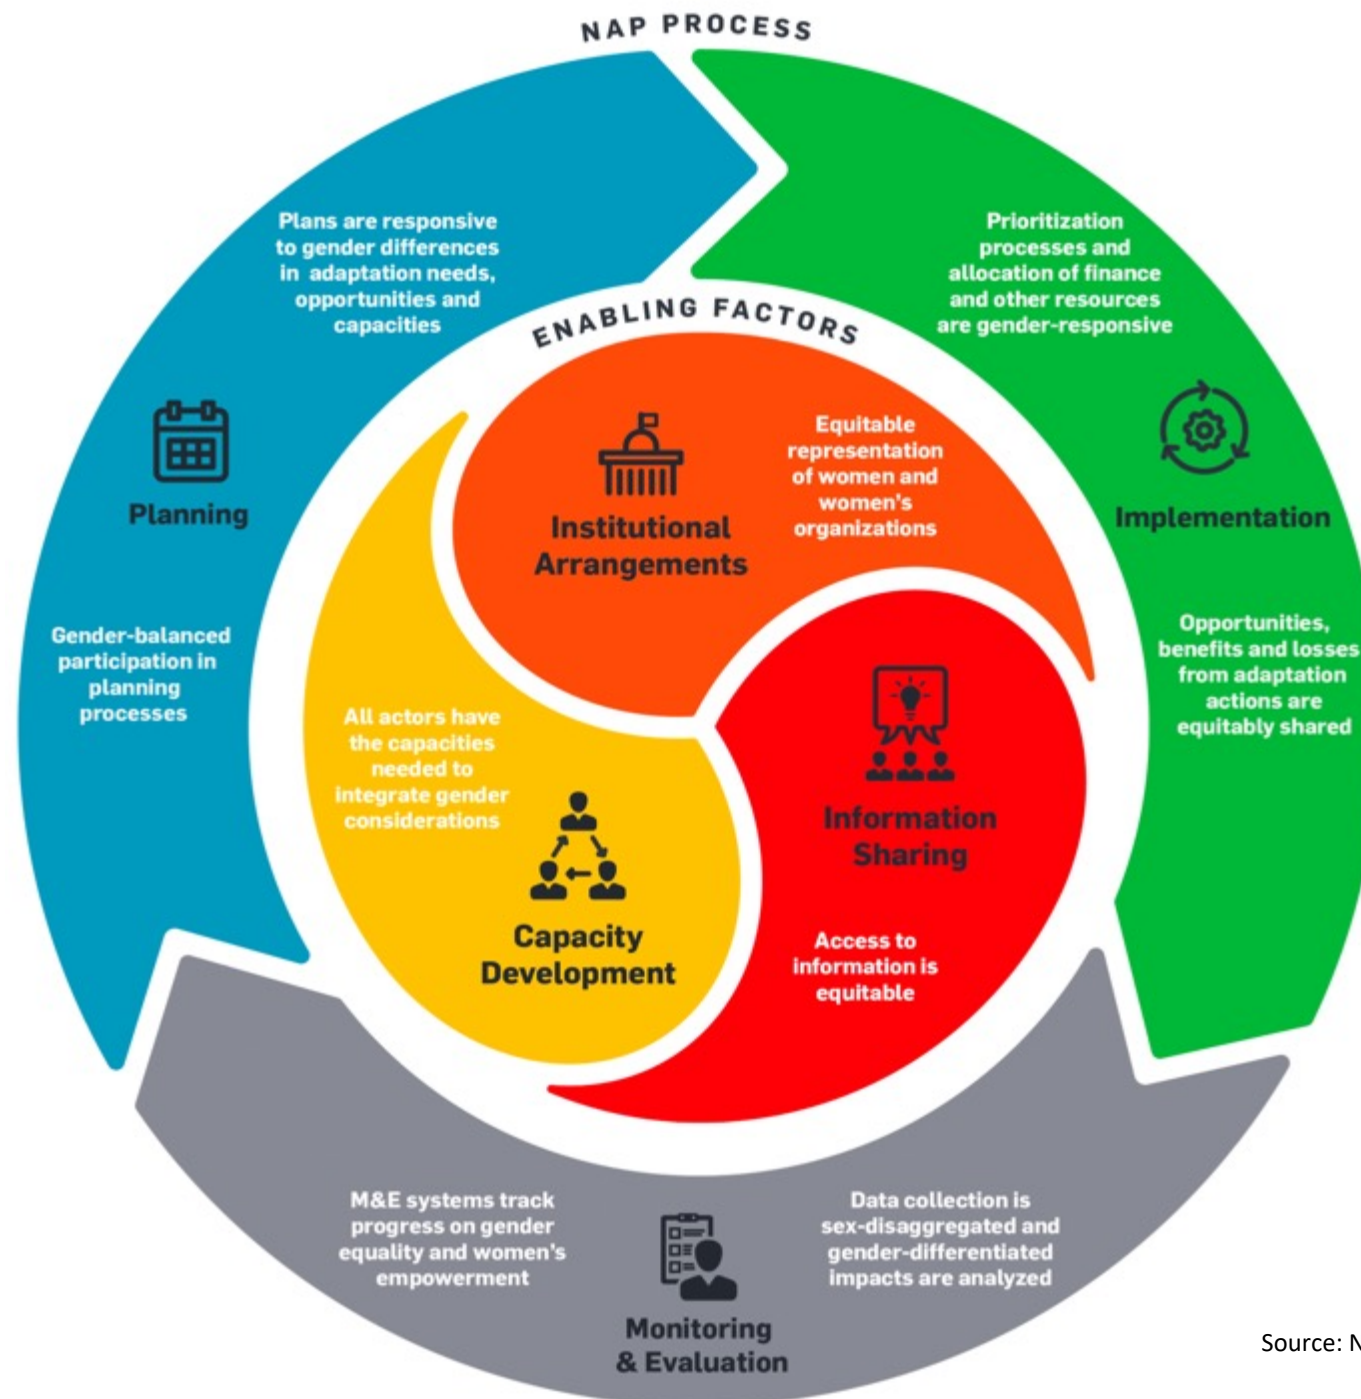 NAP PROCESS
Plans are responsive
to gender differences
in adaptation needs,
opportunities and
capacities
Planning
Gender-balanced
participation in
planning
processes
Prioritization
processes and
allocation of finance
and other resources
are gender-responsive
Implementation
Opportunities,
benefits and losses
from adaptation
actions are
equitably shared
ENABLING FACTORS
Institutional
Arrangements
Equitable
representation
of women and
women's
organizations
All actors have
the capacities
needed to
integrate gender
considerations
Capacity
Development
Information
Sharing
Access to
information is
equitable
M&E systems track
progress on gender
equality and women's
empowerment
Monitoring
& Evaluation
Data collection is
sex-disaggregated and
gender-differentiated
impacts are analyzed
Source: